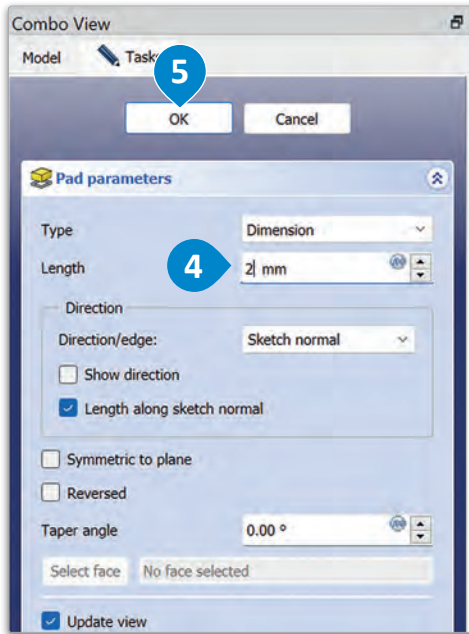 Combo View
Model Task
5
OK Cancel
Pad parameters
Type Dimension
Length 4 2 mm
Direction
Direction/edge: Sketch normal
Show direction
Length along sketch normal
Symmetric to plane
Reversed
Taper angle 0.00 °
Select face No face selected
Update view